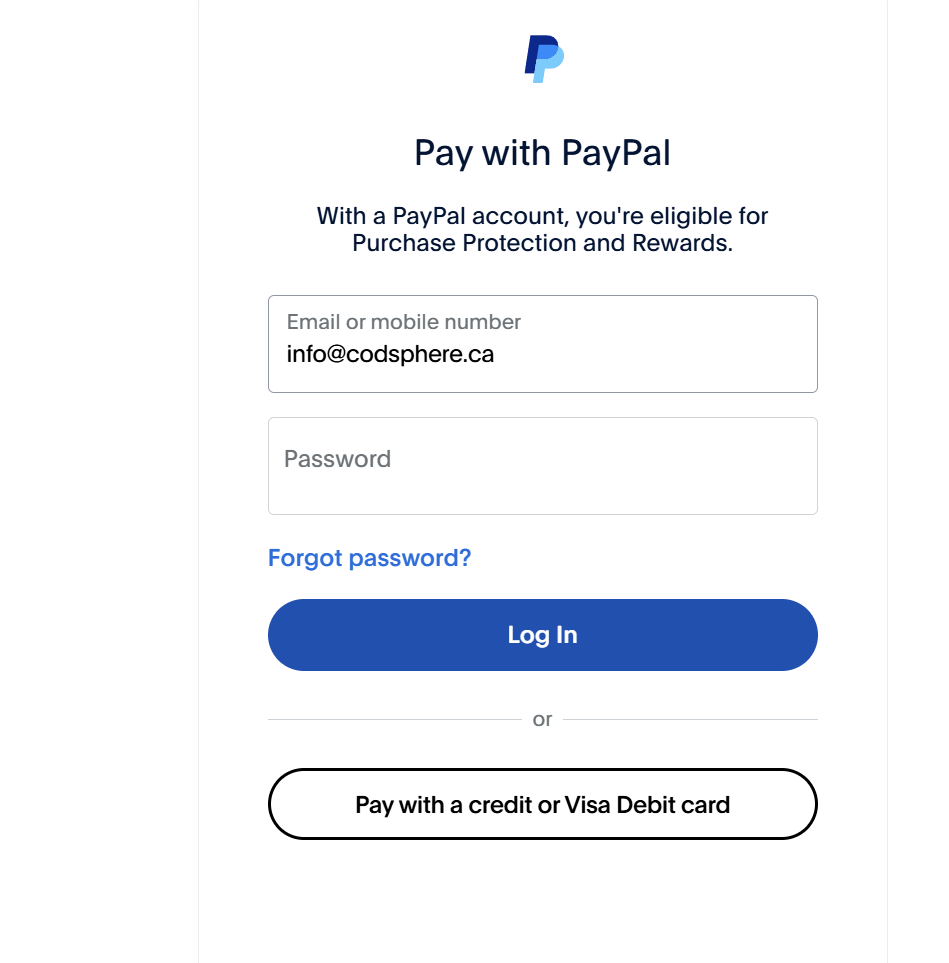 Pay with PayPal
With a PayPal account, you're eligible for
Purchase Protection and Rewards.
Email or mobile number
info@codsphere.ca
Password
Forgot password?
Log In
or
Pay with a credit or Visa Debit card